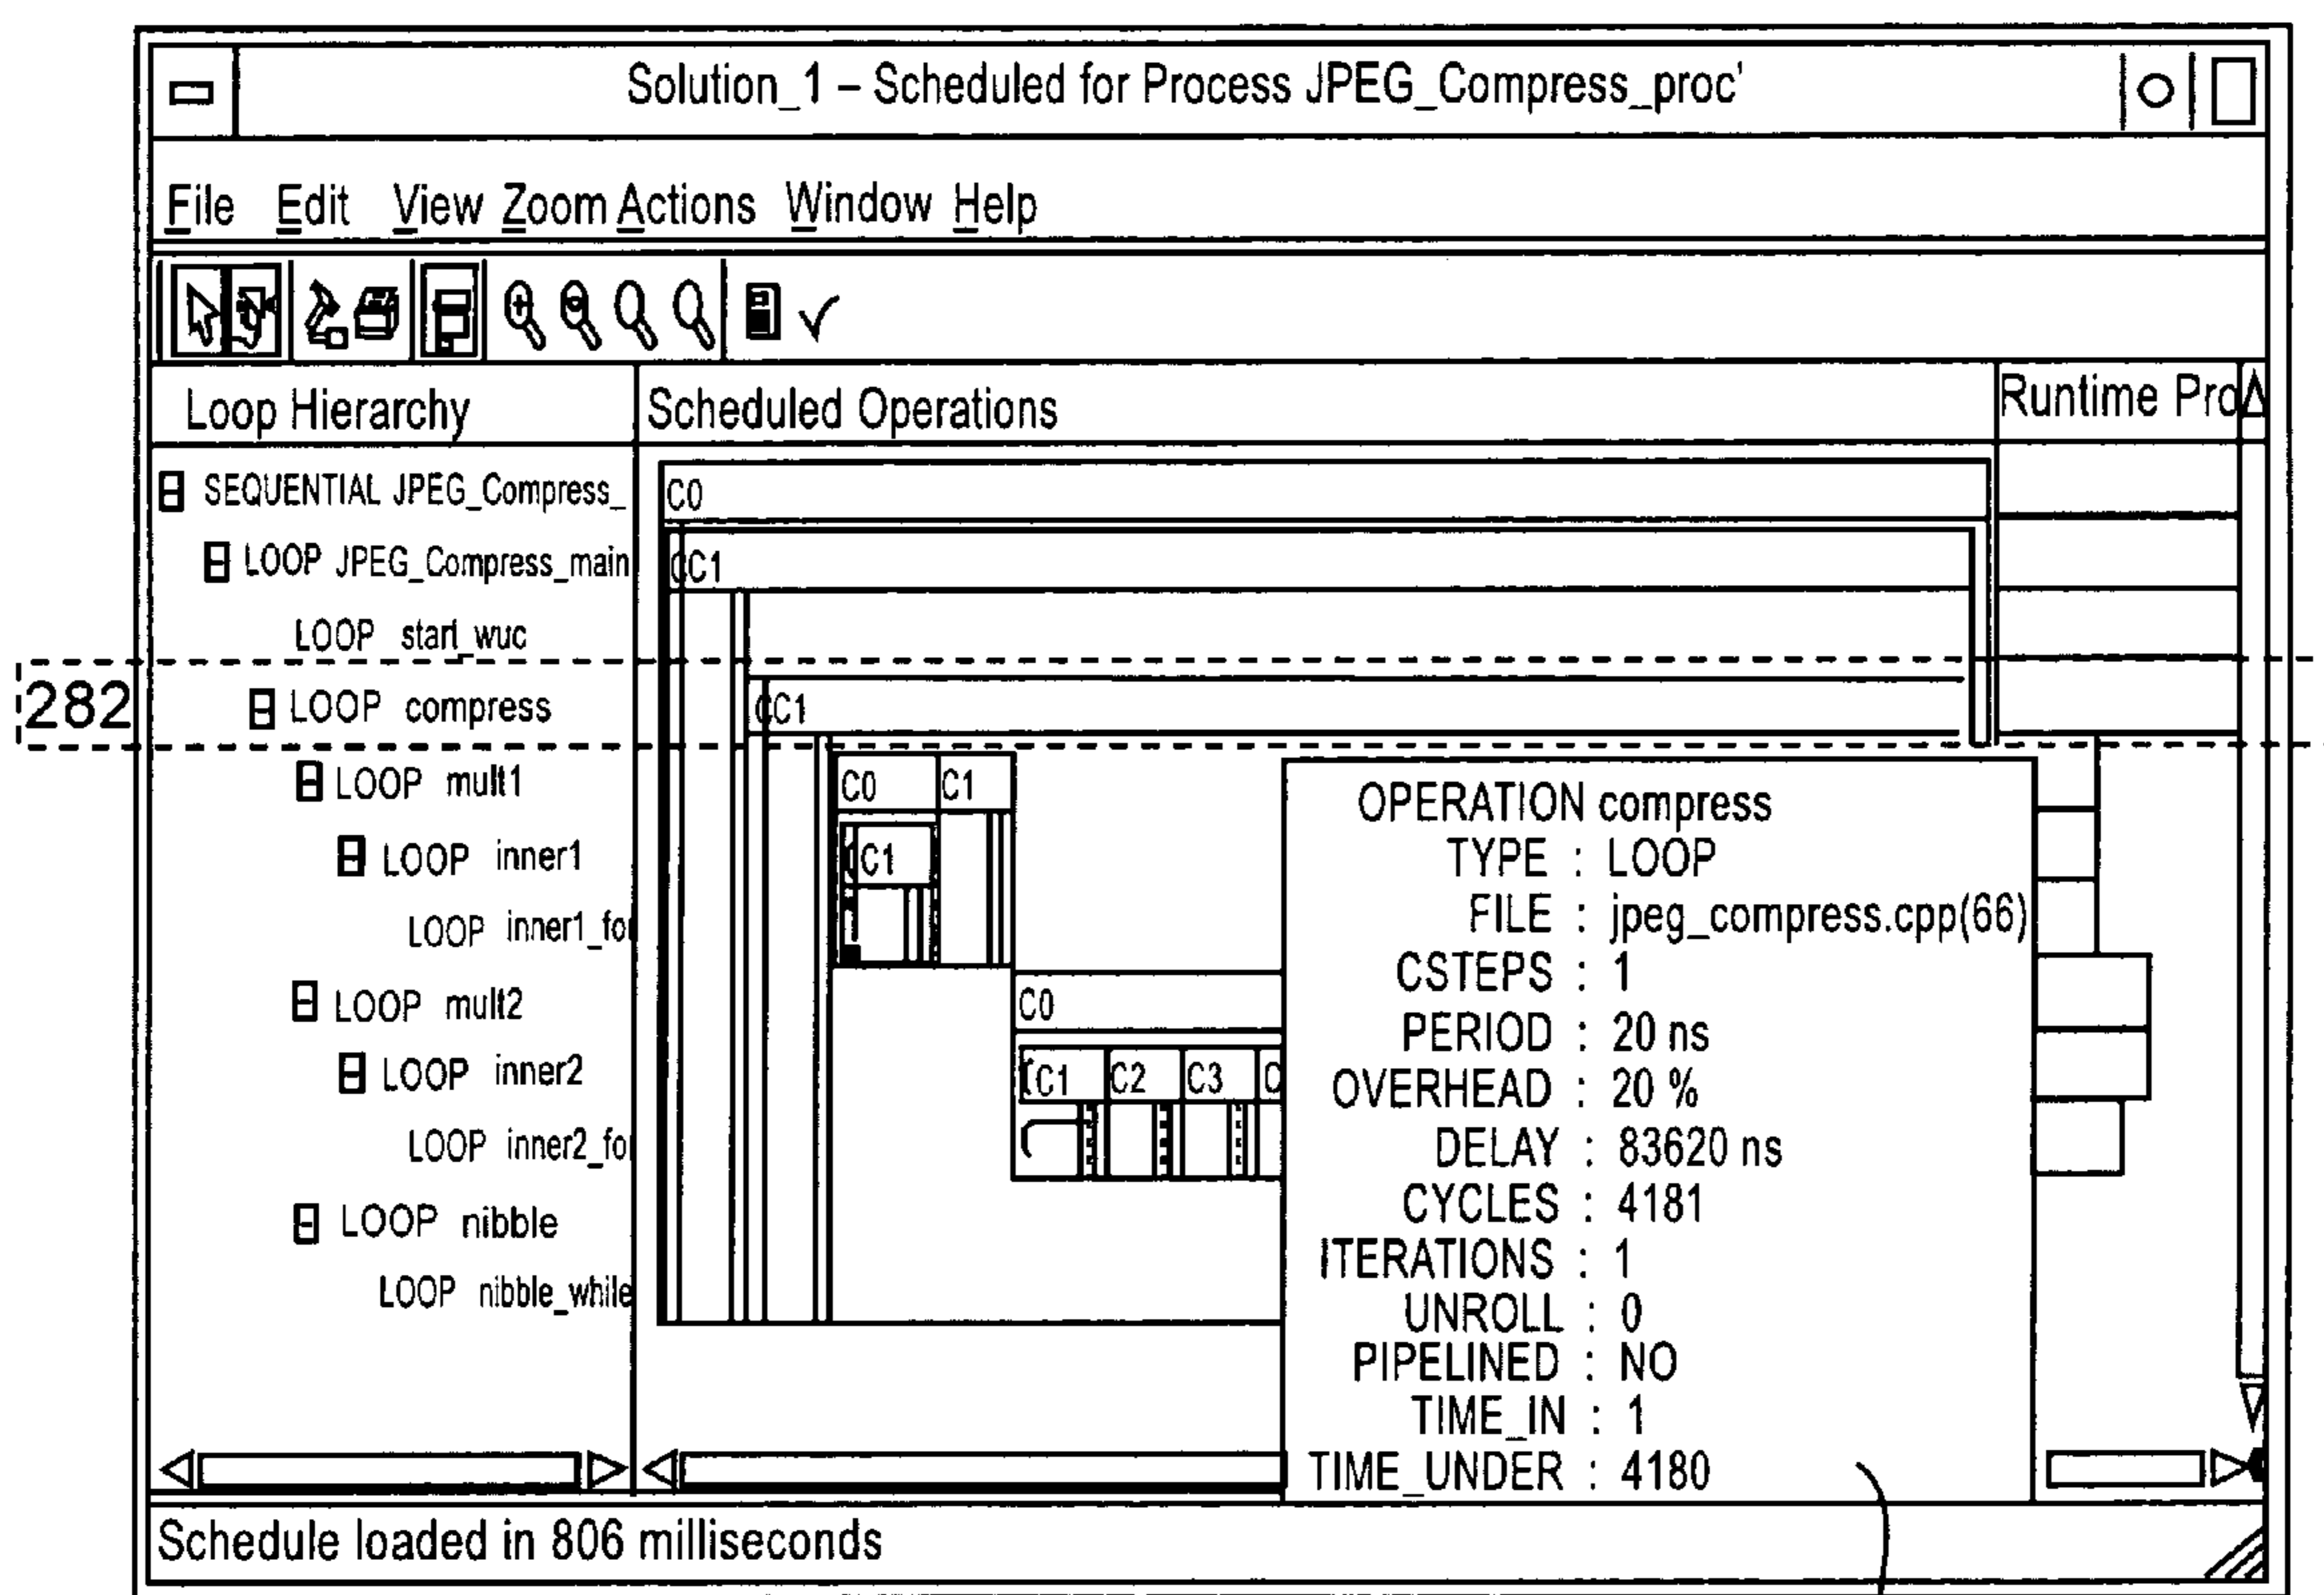 Solution_1 – Scheduled for Process JPEG_Compress_proc'
File Edit View Zoom Actions Window Help
Loop Hierarchy Scheduled Operations Runtime Pro
SEQUENTIAL JPEG_Compress_ C0
LOOP JPEG_Compress_main CC1
LOOP start_wuc
282 LOOP compress CC1
LOOP mult1 C0 C1
LOOP inner1 C1
LOOP inner1_for
LOOP mult2 C0
LOOP inner2 C1 C2 C3 C
LOOP inner2_for
LOOP nibble
LOOP nibble_while
OPERATION compress
TYPE : LOOP
FILE : jpeg_compress.cpp(66)
CSTEPS : 1
PERIOD : 20 ns
OVERHEAD : 20 %
DELAY : 83620 ns
CYCLES : 4181
ITERATIONS : 1
UNROLL : 0
PIPELINED : NO
TIME_IN : 1
TIME_UNDER : 4180
Schedule loaded in 806 milliseconds